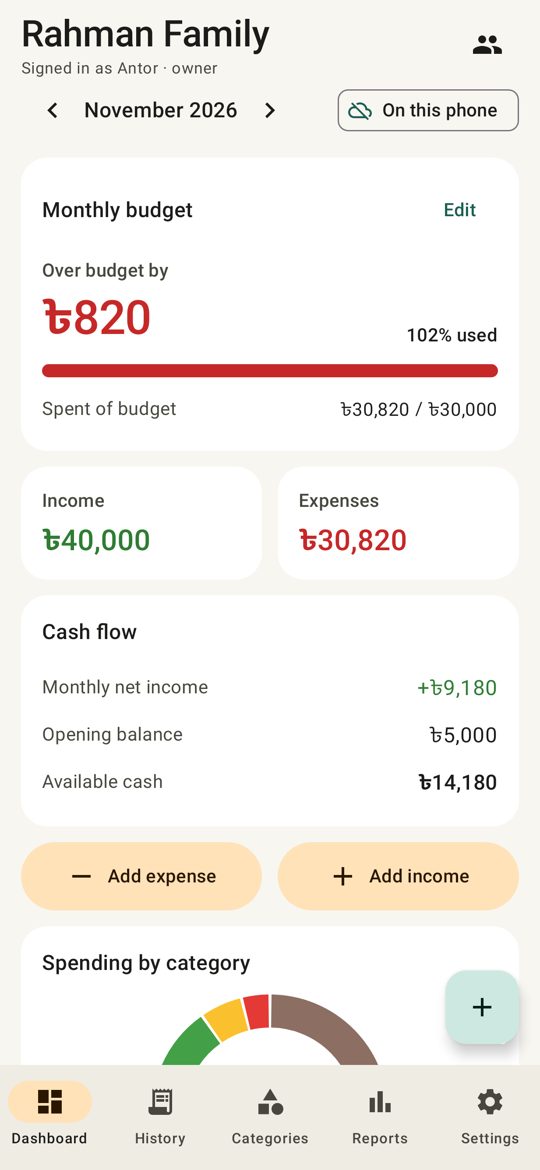 Rahman Family
Signed in as Antor · owner
November 2026
On this phone
Monthly budget
Edit
Over budget by
৳820
102% used
Spent of budget
৳30,820 / ৳30,000
Income
৳40,000
Expenses
৳30,820
Cash flow
Monthly net income
+৳9,180
Opening balance
৳5,000
Available cash
৳14,180
Add expense
Add income
Spending by category
Dashboard
History
Categories
Reports
Settings